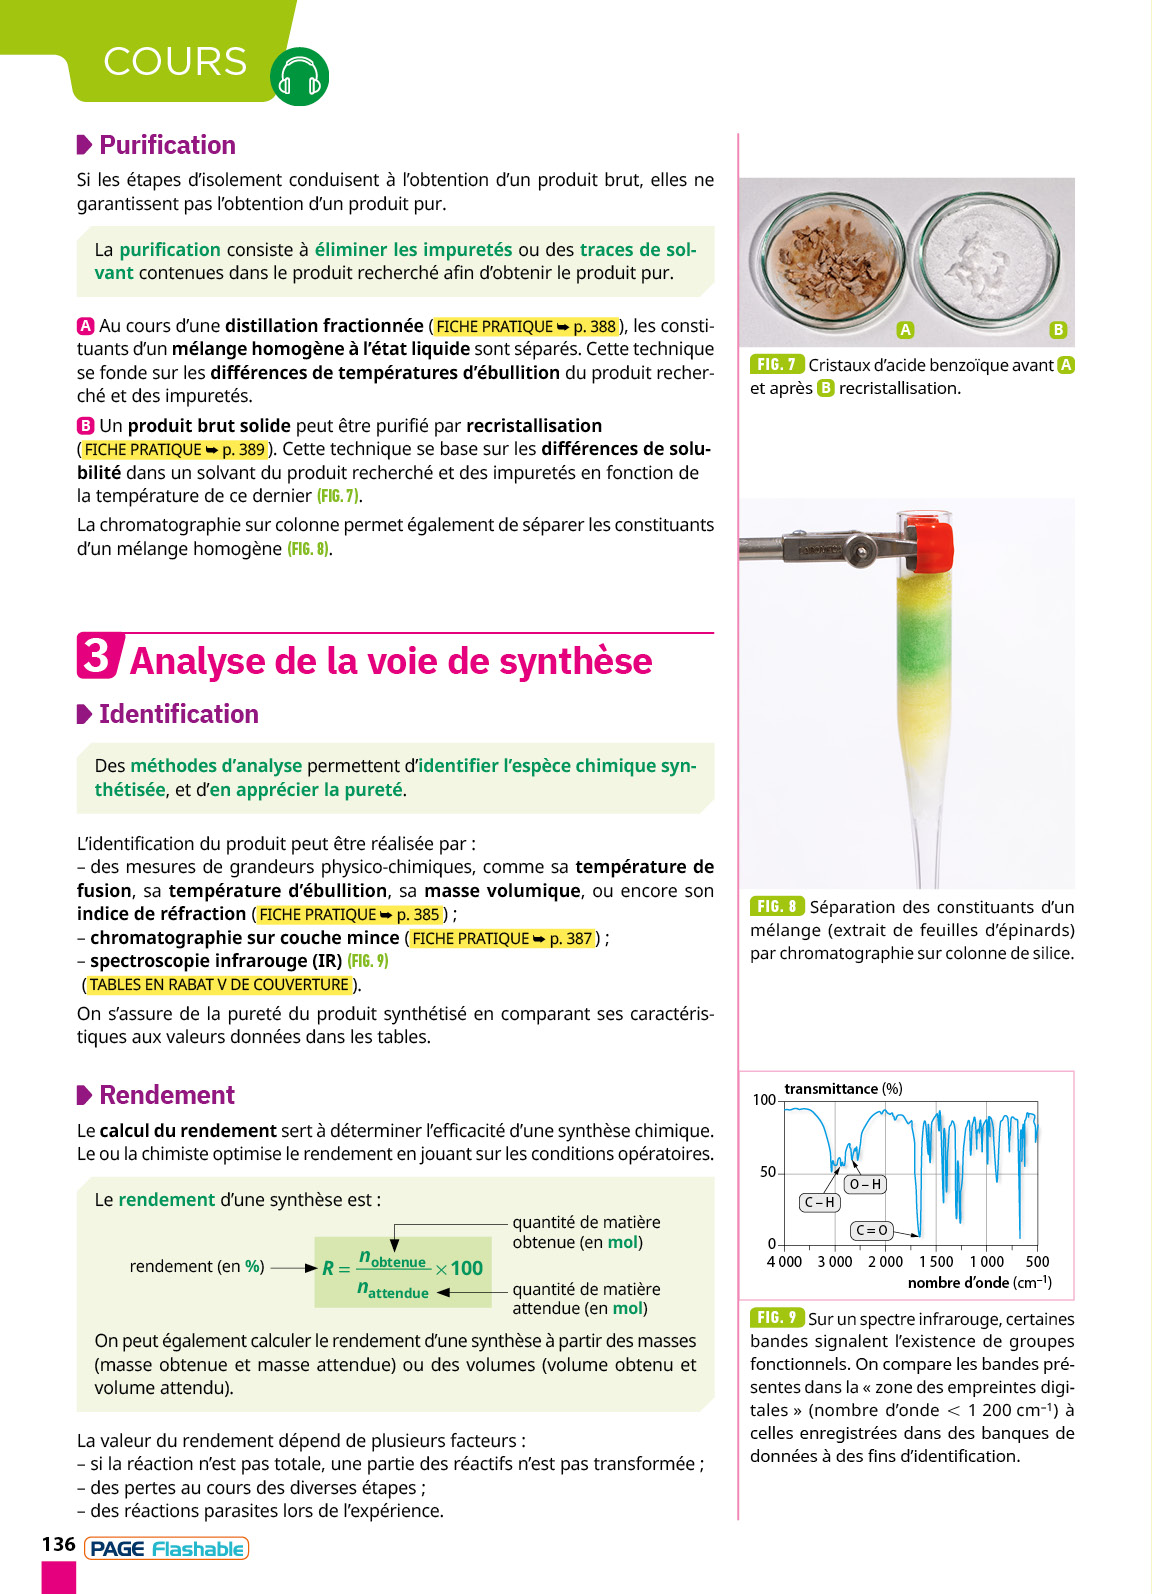 COURS
Purification
Si les étapes d'isolement conduisent à l'obtention d'un produit brut, elles ne
garantissent pas l'obtention d'un produit pur.
La purification consiste à éliminer les impuretés ou des traces de sol-
vant contenues dans le produit recherché afin d'obtenir le produit pur.
A Au cours d'une distillation fractionnée (FICHE PRATIQUE ➥ p. 388), les consti-
tuants d'un mélange homogène à l'état liquide sont séparés. Cette technique
se fonde sur les différences de températures d'ébullition du produit recher-
ché et des impuretés.
B Un produit brut solide peut être purifié par recristallisation
(FICHE PRATIQUE ➥ p. 389). Cette technique se base sur les différences de solu-
bilité dans un solvant du produit recherché et des impuretés en fonction de
la température de ce dernier (FIG. 7).
La chromatographie sur colonne permet également de séparer les constituants
d'un mélange homogène (FIG. 8).
3 Analyse de la voie de synthèse
Identification
Des méthodes d'analyse permettent d'identifier l'espèce chimique syn-
thétisée, et d'en apprécier la pureté.
L'identification du produit peut être réalisée par :
– des mesures de grandeurs physico-chimiques, comme sa température de
fusion, sa température d'ébullition, sa masse volumique, ou encore son
indice de réfraction (FICHE PRATIQUE ➥ p. 385) ;
– chromatographie sur couche mince (FICHE PRATIQUE ➥ p. 387) ;
– spectroscopie infrarouge (IR) (FIG. 9)
(TABLES EN RABAT V DE COUVERTURE).
On s'assure de la pureté du produit synthétisé en comparant ses caractéris-
tiques aux valeurs données dans les tables.
Rendement
Le calcul du rendement sert à déterminer l'efficacité d'une synthèse chimique.
Le ou la chimiste optimise le rendement en jouant sur les conditions opératoires.
Le rendement d'une synthèse est :
quantité de matière
obtenue (en mol)
rendement (en %)
R = n obtenue / n attendue × 100
quantité de matière
attendue (en mol)
On peut également calculer le rendement d'une synthèse à partir des masses
(masse obtenue et masse attendue) ou des volumes (volume obtenu et
volume attendu).
La valeur du rendement dépend de plusieurs facteurs :
– si la réaction n'est pas totale, une partie des réactifs n'est pas transformée ;
– des pertes au cours des diverses étapes ;
– des réactions parasites lors de l'expérience.
136 PAGE Flashable
A B
FIG. 7 Cristaux d'acide benzoïque avant A
et après B recristallisation.
FIG. 8 Séparation des constituants d'un
mélange (extrait de feuilles d'épinards)
par chromatographie sur colonne de silice.
transmittance (%)
100
50
O – H
C – H
C = O
0
4 000 3 000 2 000 1 500 1 000 500
nombre d'onde (cm⁻¹)
FIG. 9 Sur un spectre infrarouge, certaines
bandes signalent l'existence de groupes
fonctionnels. On compare les bandes pré-
sentes dans la « zone des empreintes digi-
tales » (nombre d'onde < 1 200 cm⁻¹) à
celles enregistrées dans des banques de
données à des fins d'identification.